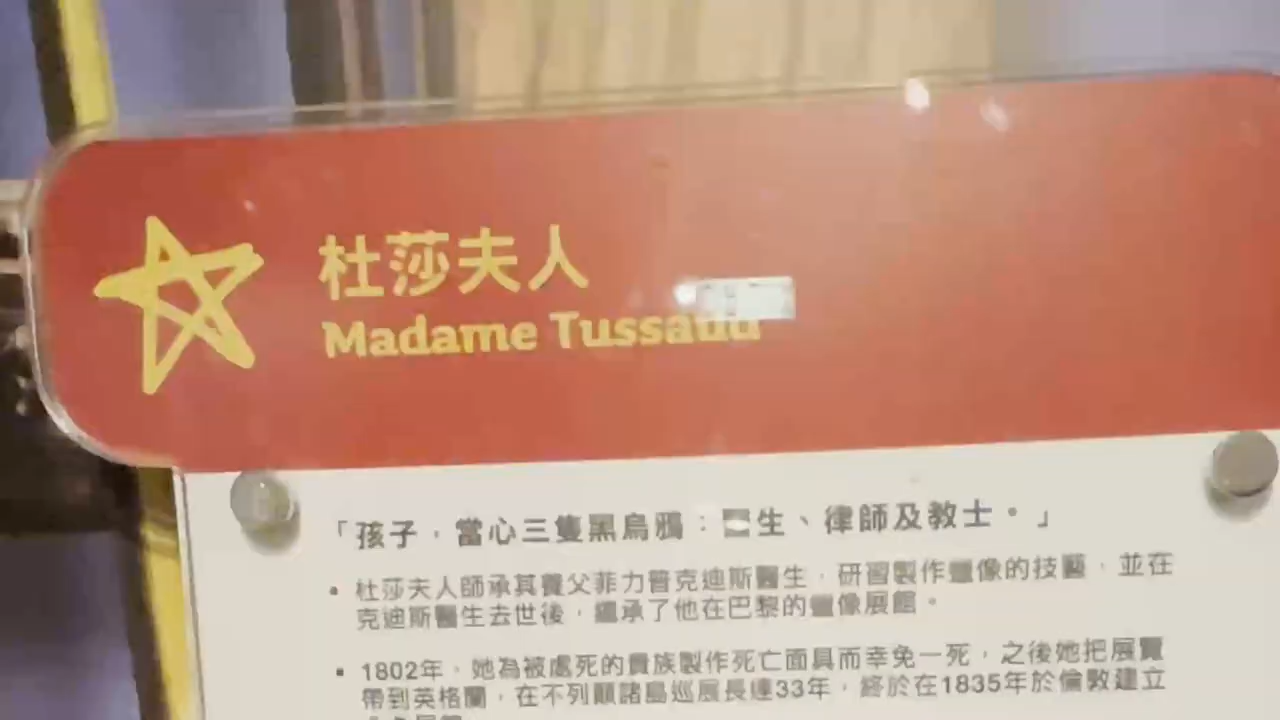 杜莎夫人
Madame Tussaud
「孩子，當心三隻黑烏鴉：醫生、律師及教士。」
• 杜莎夫人師承其養父菲力普克迪斯醫生，研習製作蠟像的技藝，並在
克迪斯醫生去世後，繼承了他在巴黎的蠟像展館。
• 1802年，她為被處死的貴族製作死亡面具而幸免一死，之後她把展覽
帶到英格蘭，在不列顛諸島巡展長達33年，終於在1835年於倫敦建立